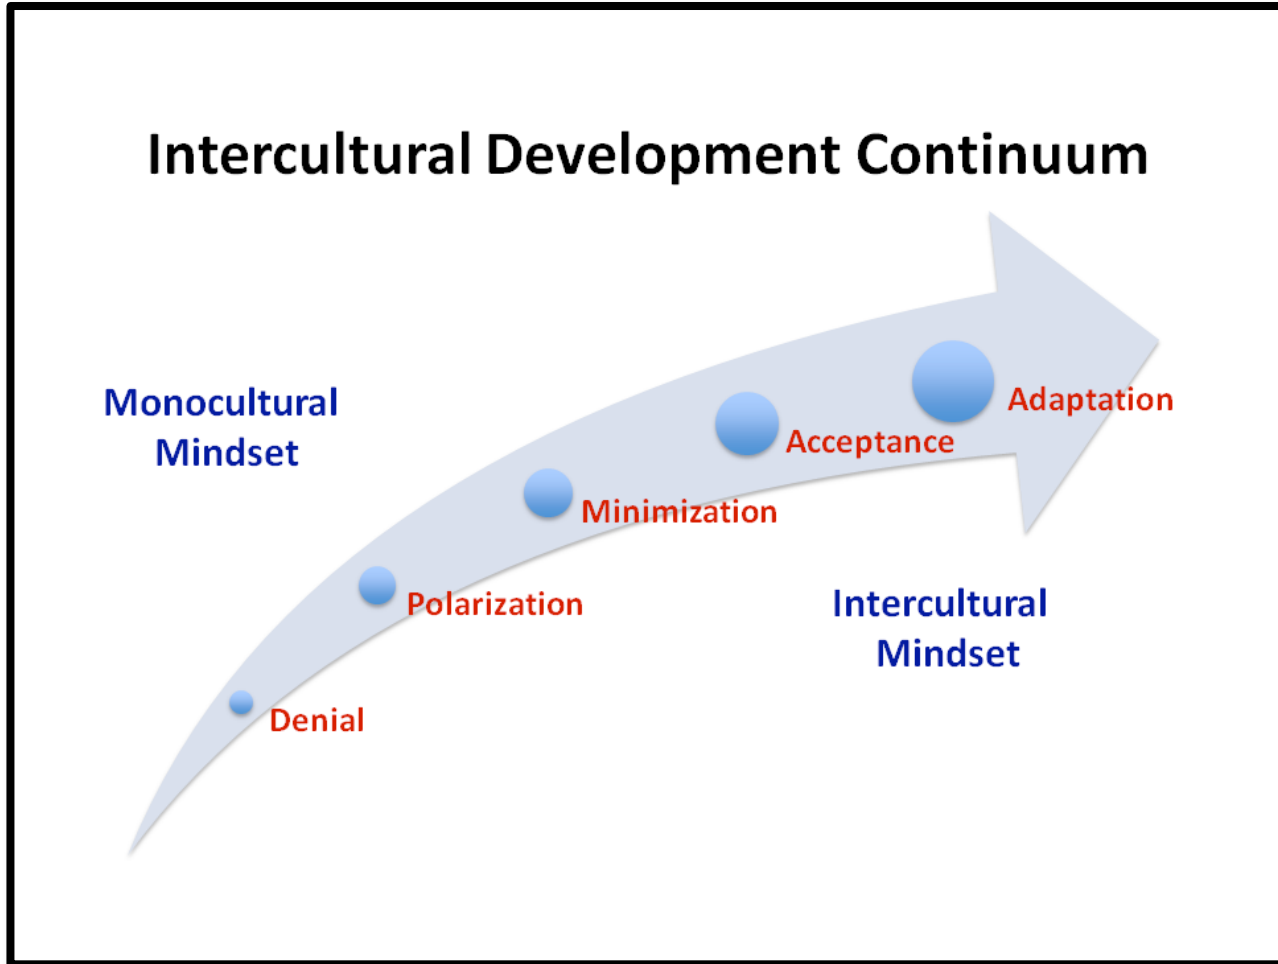 Intercultural Development Continuum
Monocultural
Mindset
Adaptation
Acceptance
Minimization
Polarization
Denial
Intercultural
Mindset